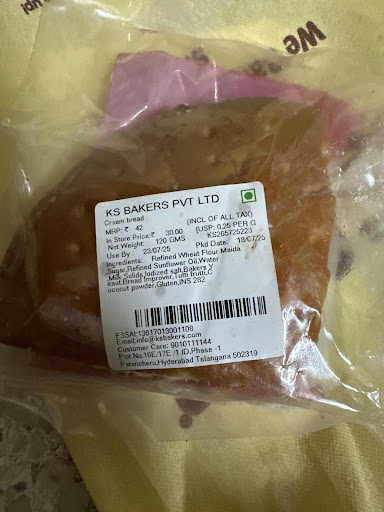 up!
We
KS BAKERS PVT LTD
Cream bread
MRP: ₹ 42 (INCL OF ALL TAX)
In Store Price:₹ 30.00 [USP: 0.25 PER G
Net Weight: 120 GMS KS265725223
Use By : 23/07/25 Pkd Date: 18/07/25
Ingredients: Refined Wheat Flour Maida,
Sugar,Refined Sunflower Oil,Water
Milk Solids,Iodized salt,Bakers Y
east,Bread Improver,Tutti fruti,C
oconut powder,Gluten,INS 282
FSSAI:13617013001108
Email:info@ksbakers.com
Customer Care: 9010111144
Plot No.16E/17E /1 ID,Phase -1
Patancheru,Hyderabad Telangana 502319